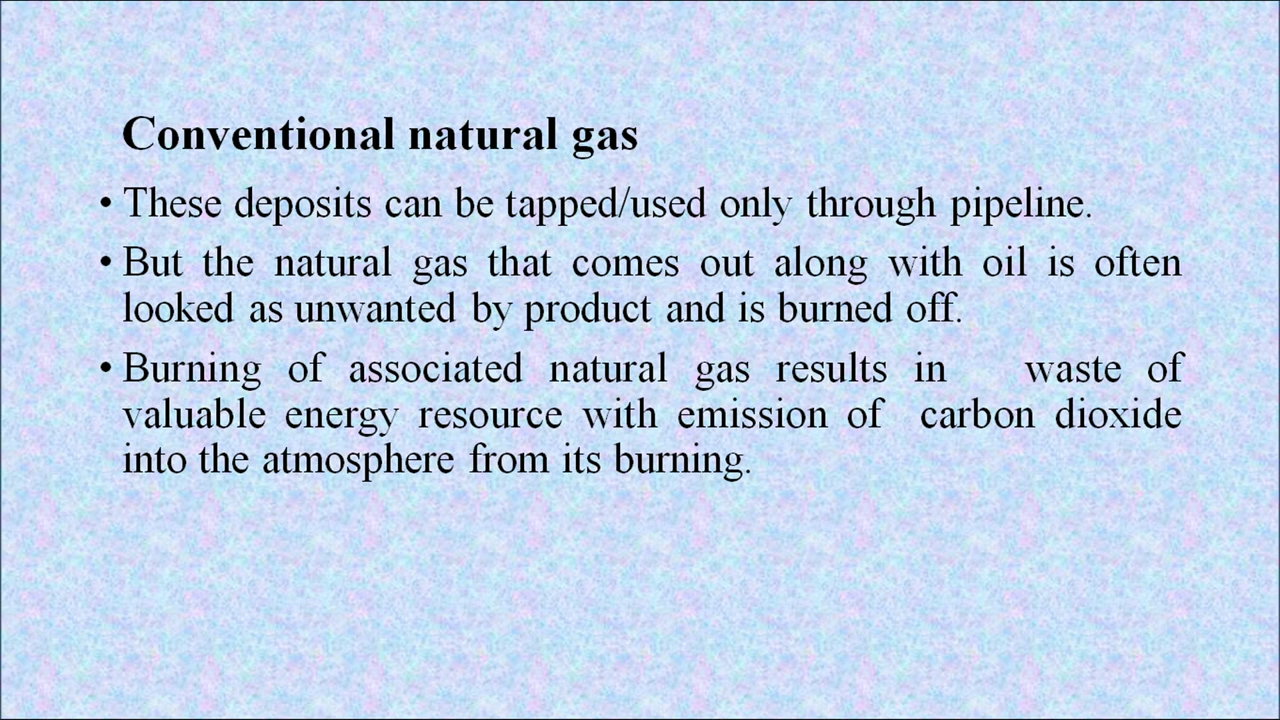 Conventional natural gas
• These deposits can be tapped/used only through pipeline.
• But the natural gas that comes out along with oil is often
looked as unwanted by product and is burned off.
• Burning of associated natural gas results in waste of
valuable energy resource with emission of carbon dioxide
into the atmosphere from its burning.